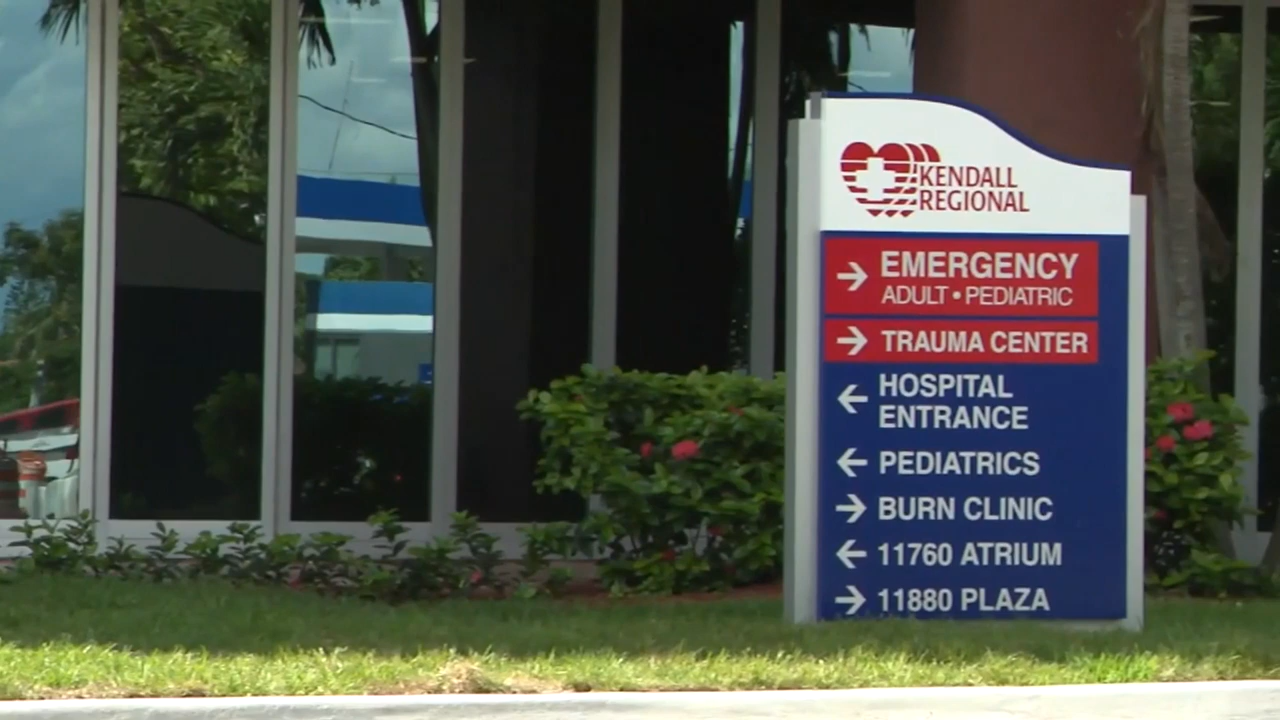 KENDALL
REGIONAL
→ EMERGENCY
ADULT • PEDIATRIC
→ TRAUMA CENTER
← HOSPITAL
ENTRANCE
← PEDIATRICS
→ BURN CLINIC
← 11760 ATRIUM
→ 11880 PLAZA